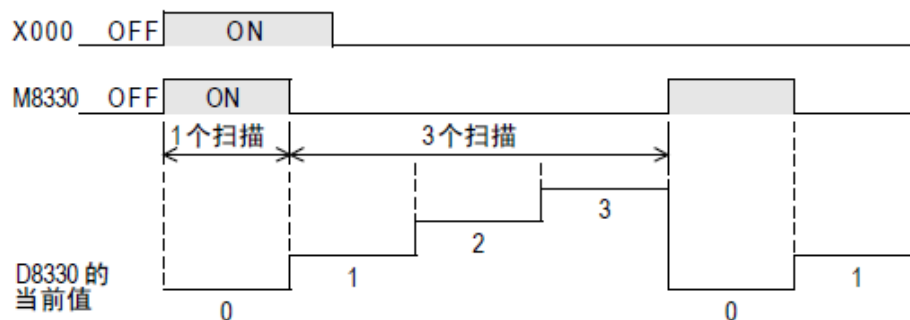 X000 OFF ON
M8330 OFF ON
1个扫描 3个扫描
3
2
1 1
D8330 的
当前值
0 0